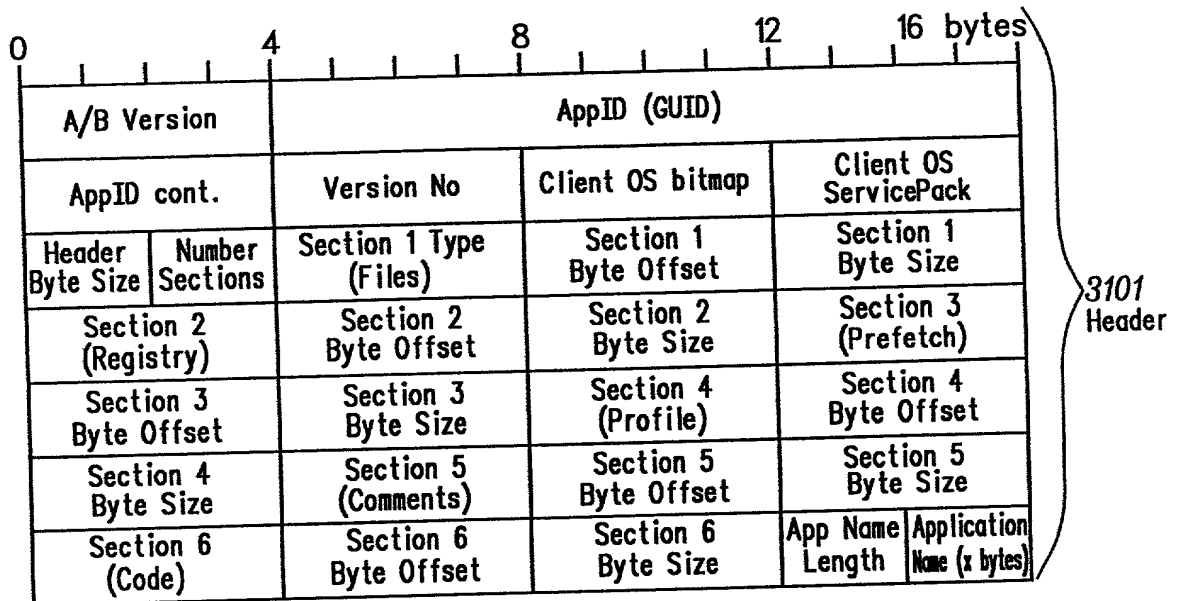 0 4 8 12 16 bytes
A/B Version AppID (GUID)
AppID cont. Version No Client OS bitmap Client OS
ServicePack
Header Number Section 1 Type Section 1 Section 1
Byte Size Sections (Files) Byte Offset Byte Size
Section 2 Section 2 Section 2 Section 3
(Registry) Byte Offset Byte Size (Prefetch)
Section 3 Section 3 Section 4 Section 4
Byte Offset Byte Size (Profile) Byte Offset
Section 4 Section 5 Section 5 Section 5
Byte Size (Comments) Byte Offset Byte Size
Section 6 Section 6 Section 6 App Name Application
(Code) Byte Offset Byte Size Length Name (x bytes)
3101
Header